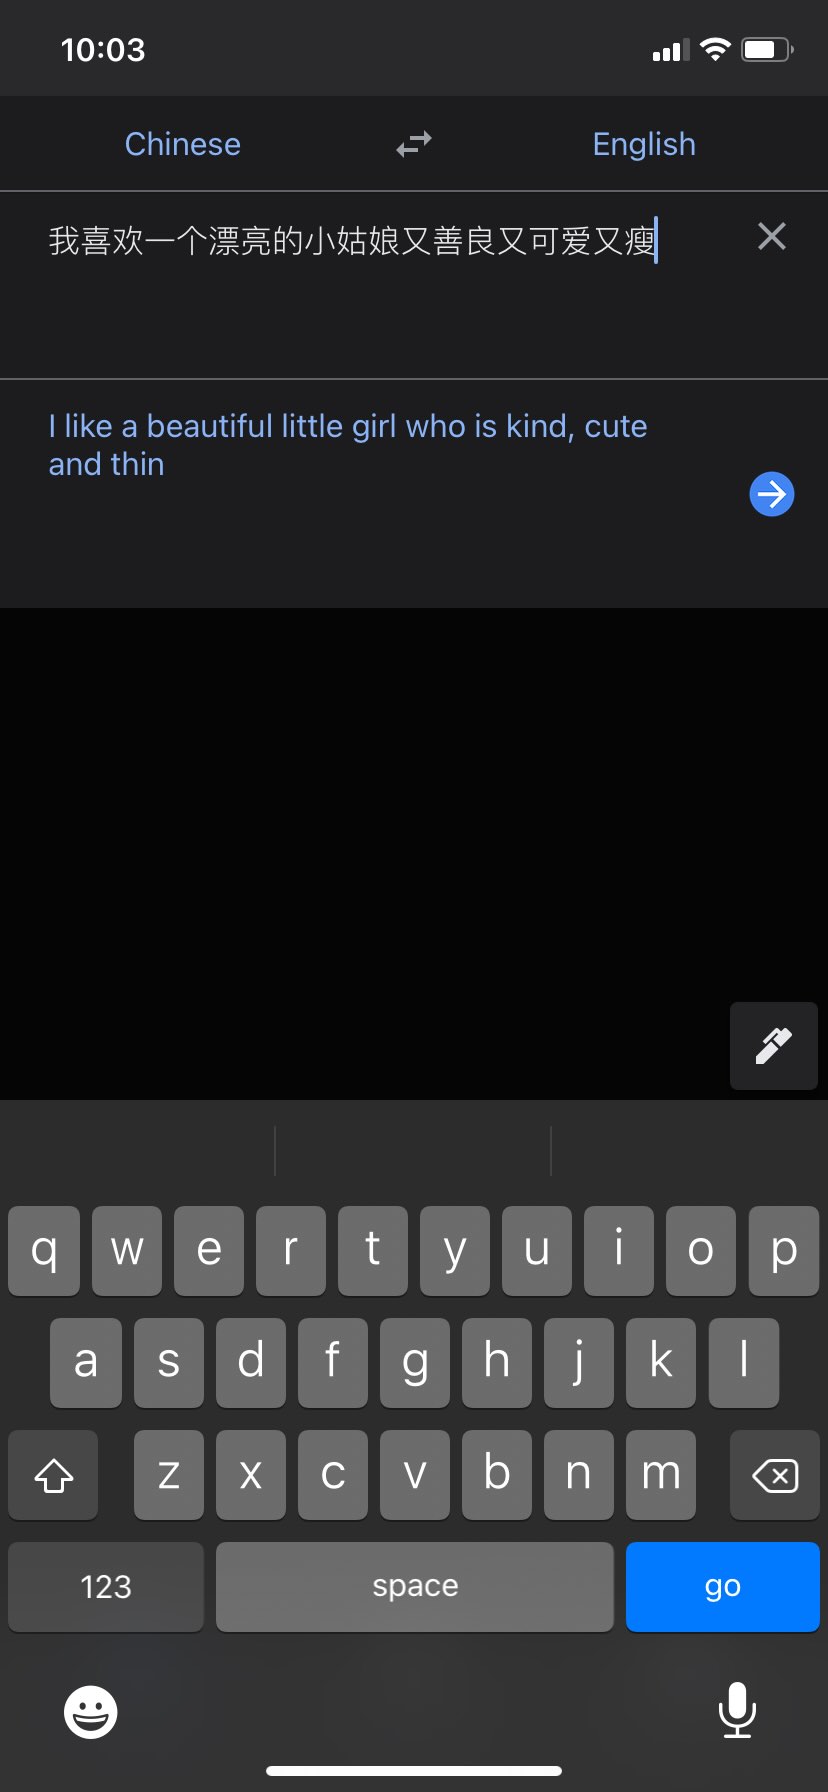 10:03
Chinese
English
我喜欢一个漂亮的小姑娘又善良又可爱又瘦
I like a beautiful little girl who is kind, cute
and thin
q w e r t y u i o p
a s d f g h j k l
z x c v b n m
123 space go